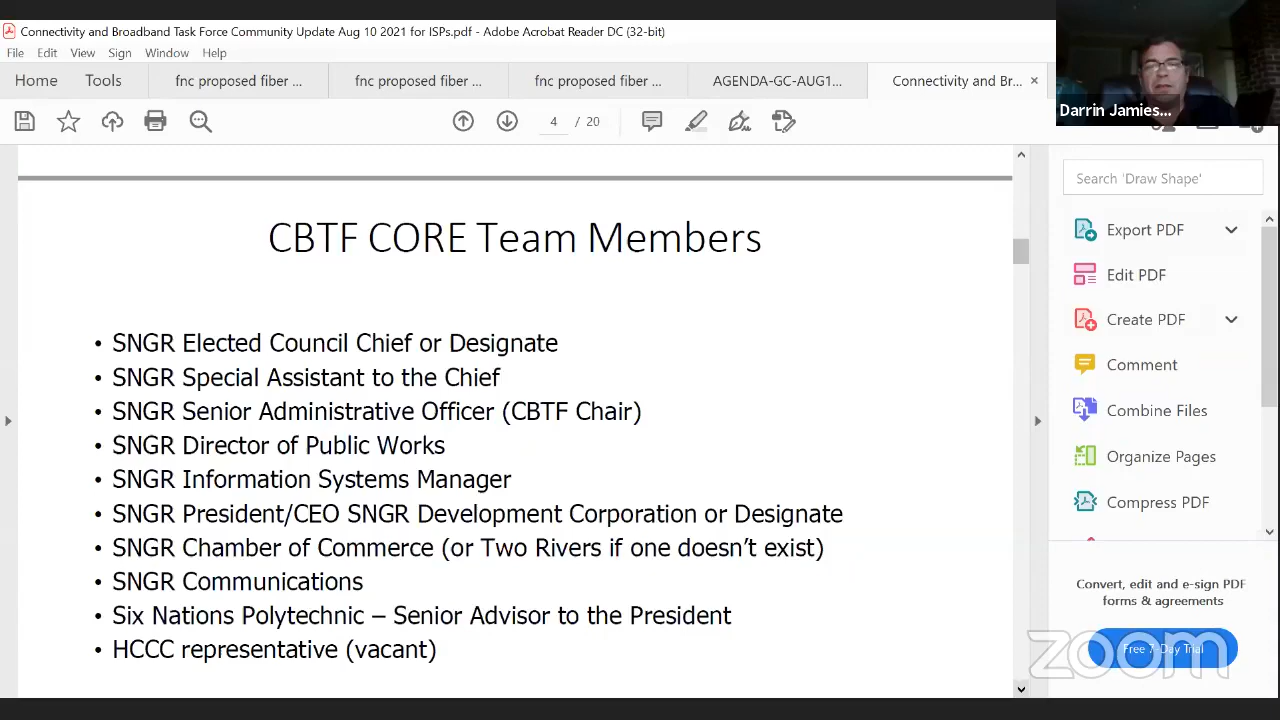 Connectivity and Broadband Task Force Community Update Aug 10 2021 for ISPs.pdf - Adobe Acrobat Reader DC (32-bit)
File Edit View Sign Window Help
Home Tools fnc proposed fiber ... fnc proposed fiber ... fnc proposed fiber ... AGENDA-GC-AUG1... Connectivity and Br... ×
Darrin Jamies...
4 / 20
Search 'Draw Shape'
CBTF CORE Team Members
• SNGR Elected Council Chief or Designate
• SNGR Special Assistant to the Chief
• SNGR Senior Administrative Officer (CBTF Chair)
• SNGR Director of Public Works
• SNGR Information Systems Manager
• SNGR President/CEO SNGR Development Corporation or Designate
• SNGR Chamber of Commerce (or Two Rivers if one doesn't exist)
• SNGR Communications
• Six Nations Polytechnic – Senior Advisor to the President
• HCCC representative (vacant)
Export PDF
Edit PDF
Create PDF
Comment
Combine Files
Organize Pages
Compress PDF
Convert, edit and e-sign PDF
forms & agreements
Free 7-Day Trial
zoom